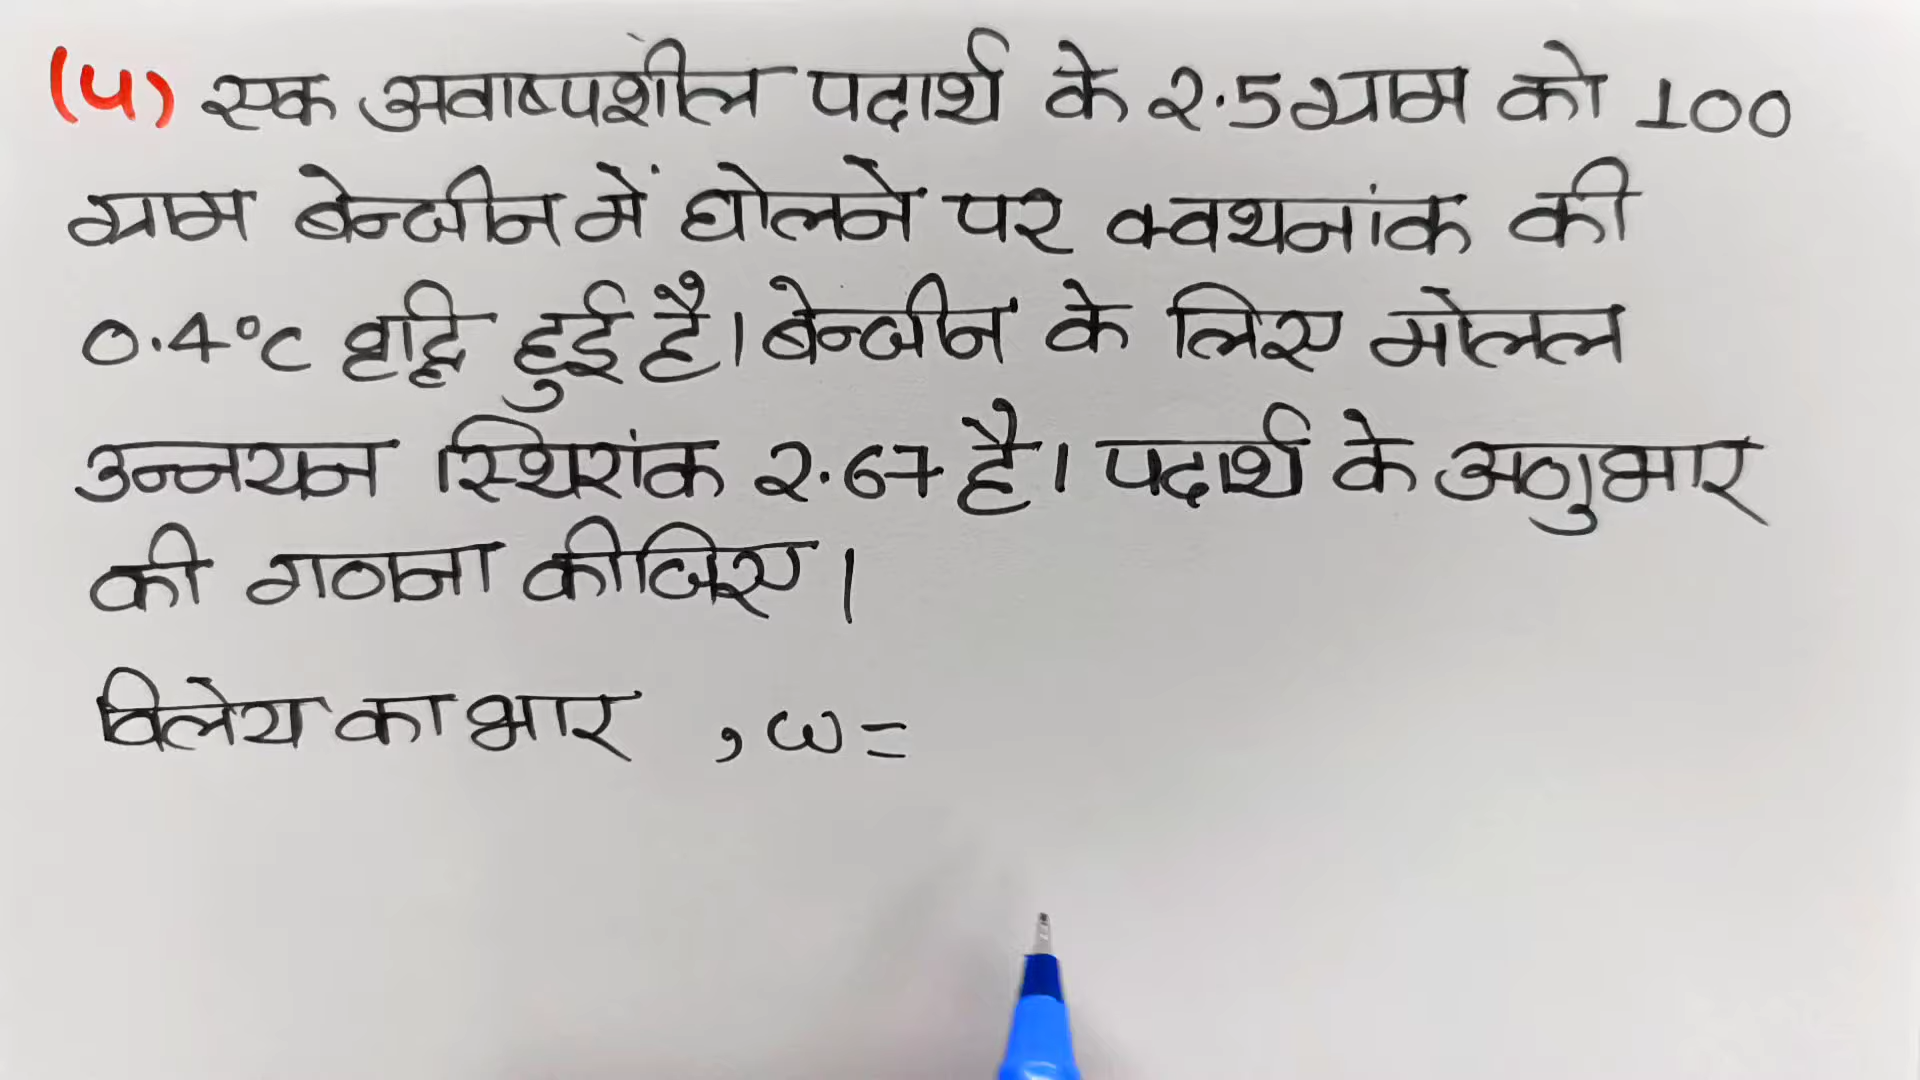 (५) एक अवाष्पशील पदार्थ के 2.5 ग्राम को 100
ग्राम बेन्जीन में घोलने पर क्वथनांक की
0.4°C वृद्धि हुई है। बेन्जीन के लिए मोलल
उन्नयन स्थिरांक 2.67 है। पदार्थ के अणुभार
की गणना कीजिए।
विलेय का भार , w =